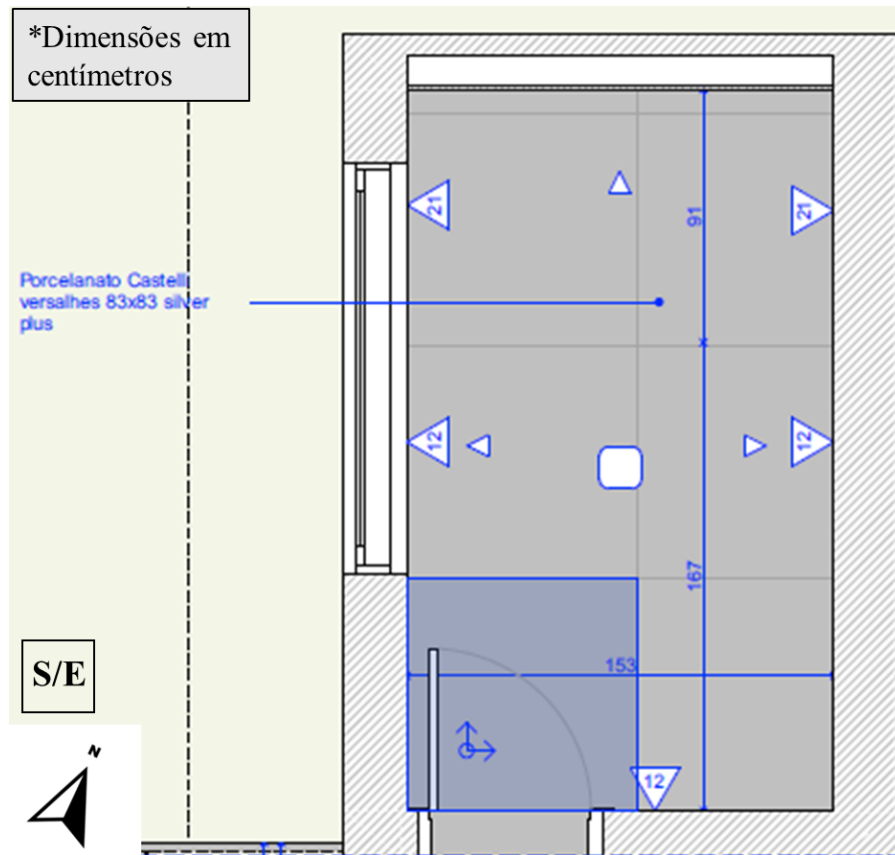 *Dimensões em
centímetros
21
21
91
Porcelanato Castelli
versalhes 83x83 silver
plus
12
12
167
153
S/E
12
N